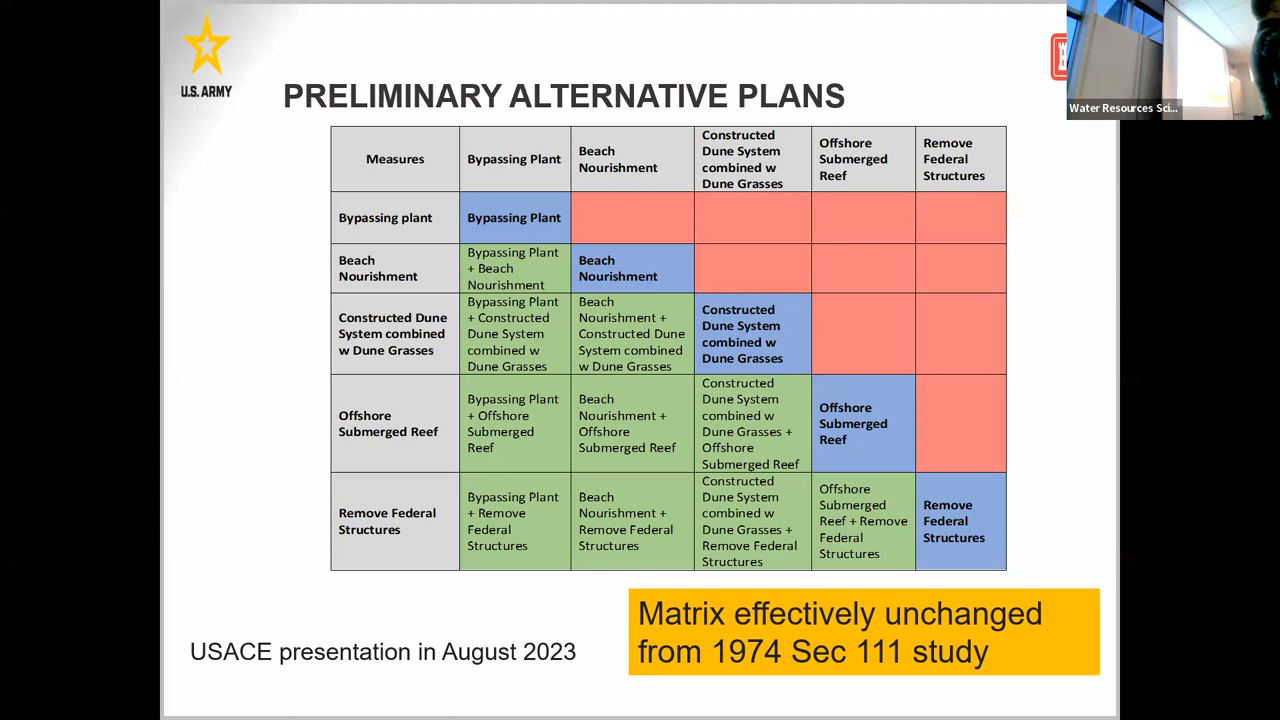 U.S. ARMY
Water Resources Sci...
PRELIMINARY ALTERNATIVE PLANS
Measures
Bypassing Plant
Beach
Nourishment
Constructed
Dune System
combined w
Dune Grasses
Offshore
Submerged
Reef
Remove
Federal
Structures
Bypassing plant
Bypassing Plant
Beach
Nourishment
Bypassing Plant
+ Beach
Nourishment
Beach
Nourishment
Constructed Dune
System combined
w Dune Grasses
Bypassing Plant
+ Constructed
Dune System
combined w
Dune Grasses
Beach
Nourishment +
Constructed Dune
System combined
w Dune Grasses
Constructed
Dune System
combined w
Dune Grasses
Offshore
Submerged Reef
Bypassing Plant
+ Offshore
Submerged
Reef
Beach
Nourishment +
Offshore
Submerged Reef
Constructed
Dune System
combined w
Dune Grasses +
Offshore
Submerged Reef
Offshore
Submerged
Reef
Remove Federal
Structures
Bypassing Plant
+ Remove
Federal
Structures
Beach
Nourishment +
Remove Federal
Structures
Constructed
Dune System
combined w
Dune Grasses +
Remove Federal
Structures
Offshore
Submerged
Reef + Remove
Federal
Structures
Remove
Federal
Structures
USACE presentation in August 2023
Matrix effectively unchanged
from 1974 Sec 111 study